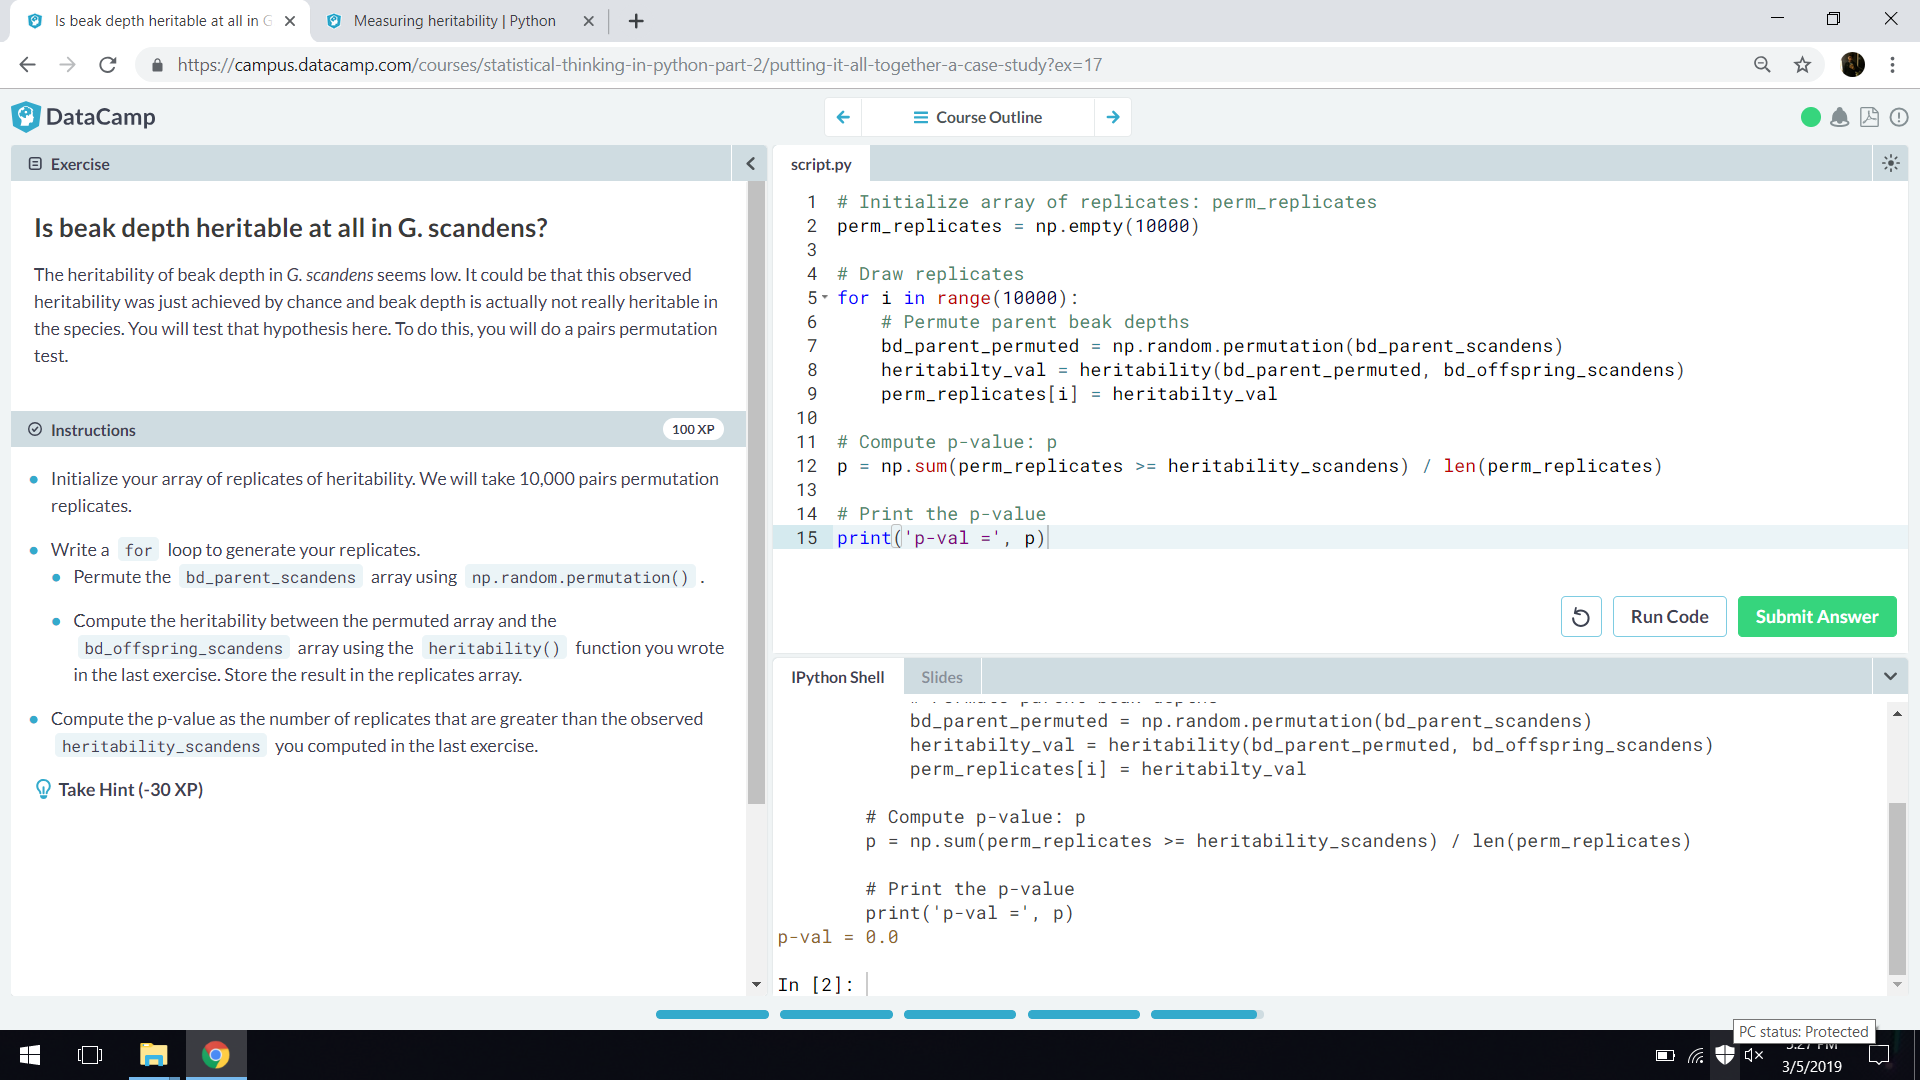 Is beak depth heritable at all in G
Measuring heritability | Python
https://campus.datacamp.com/courses/statistical-thinking-in-python-part-2/putting-it-all-together-a-case-study?ex=17
DataCamp
Course Outline
Exercise
Is beak depth heritable at all in G. scandens?
The heritability of beak depth in G. scandens seems low. It could be that this observed
heritability was just achieved by chance and beak depth is actually not really heritable in
the species. You will test that hypothesis here. To do this, you will do a pairs permutation
test.
Instructions
100 XP
Initialize your array of replicates of heritability. We will take 10,000 pairs permutation
replicates.
Write a for loop to generate your replicates.
Permute the bd_parent_scandens array using np.random.permutation() .
Compute the heritability between the permuted array and the
bd_offspring_scandens array using the heritability() function you wrote
in the last exercise. Store the result in the replicates array.
Compute the p-value as the number of replicates that are greater than the observed
heritability_scandens you computed in the last exercise.
Take Hint (-30 XP)
script.py
1 # Initialize array of replicates: perm_replicates
2 perm_replicates = np.empty(10000)
3
4 # Draw replicates
5 for i in range(10000):
6 # Permute parent beak depths
7 bd_parent_permuted = np.random.permutation(bd_parent_scandens)
8 heritabilty_val = heritability(bd_parent_permuted, bd_offspring_scandens)
9 perm_replicates[i] = heritabilty_val
10
11 # Compute p-value: p
12 p = np.sum(perm_replicates >= heritability_scandens) / len(perm_replicates)
13
14 # Print the p-value
15 print('p-val =', p)
Run Code
Submit Answer
IPython Shell
Slides
# Permute parent beak depths
bd_parent_permuted = np.random.permutation(bd_parent_scandens)
heritabilty_val = heritability(bd_parent_permuted, bd_offspring_scandens)
perm_replicates[i] = heritabilty_val
# Compute p-value: p
p = np.sum(perm_replicates >= heritability_scandens) / len(perm_replicates)
# Print the p-value
print('p-val =', p)
p-val = 0.0
In [2]:
PC status: Protected
5:27 PM
3/5/2019